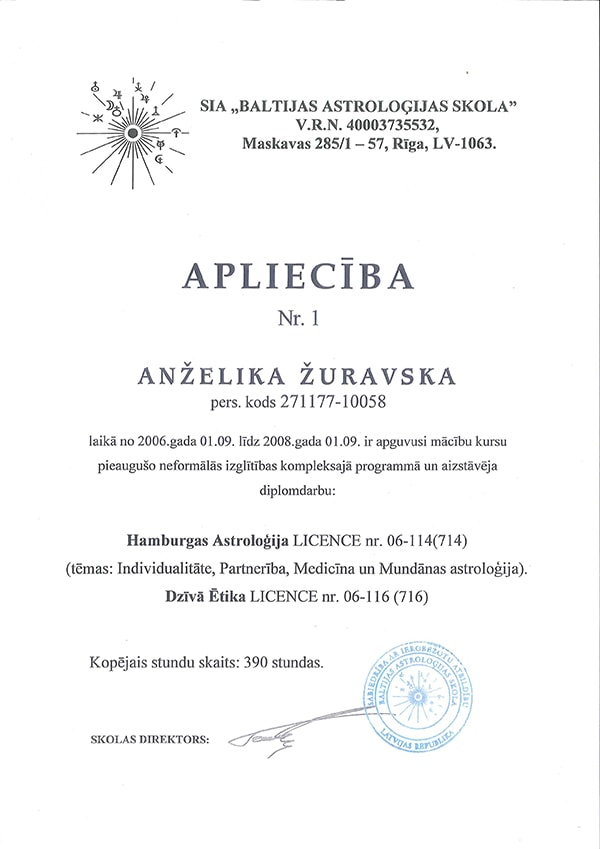 SIA „BALTIJAS ASTROLOĢIJAS SKOLA”
V.R.N. 40003735532,
Maskavas 285/1 – 57, Rīga, LV-1063.
APLIECĪBA
Nr. 1
ANŽELIKA ŽURAVSKA
pers. kods 271177-10058
laikā no 2006.gada 01.09. līdz 2008.gada 01.09. ir apguvusi mācību kursu
pieaugušo neformālās izglītības kompleksajā programmā un aizstāvēja
diplomdarbu:
Hamburgas Astroloģija LICENCE nr. 06-114(714)
(tēmas: Individualitāte, Partnerība, Medicīna un Mundānas astroloģija).
Dzīvā Ētika LICENCE nr. 06-116 (716)
Kopējais stundu skaits: 390 stundas.
SABIEDRĪBA AR IEROBEŽOTU ATBILDĪBU
BALTIJAS ASTROLOĢIJAS SKOLA
LATVIJAS REPUBLIKA
SKOLAS DIREKTORS: